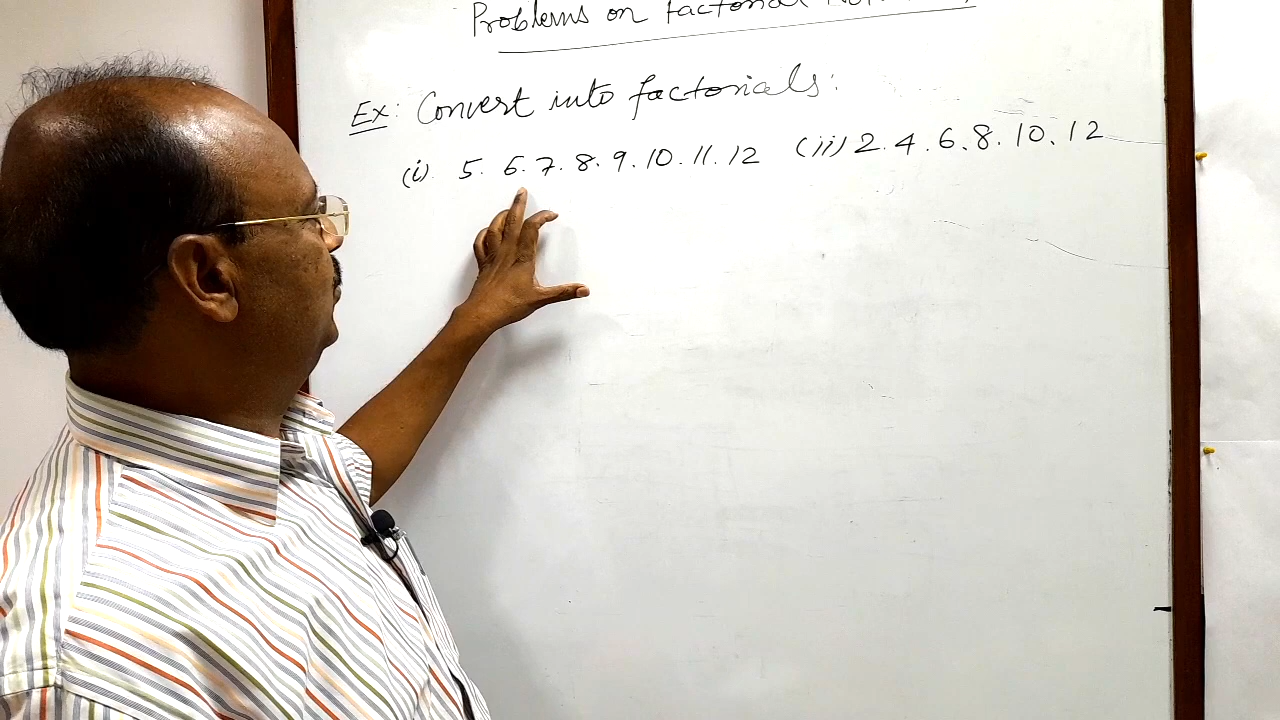 Problems on factorial
Ex: Convert into factorials:
(i). 5. 6. 7. 8. 9. 10. 11. 12 (ii) 2. 4. 6. 8. 10. 12